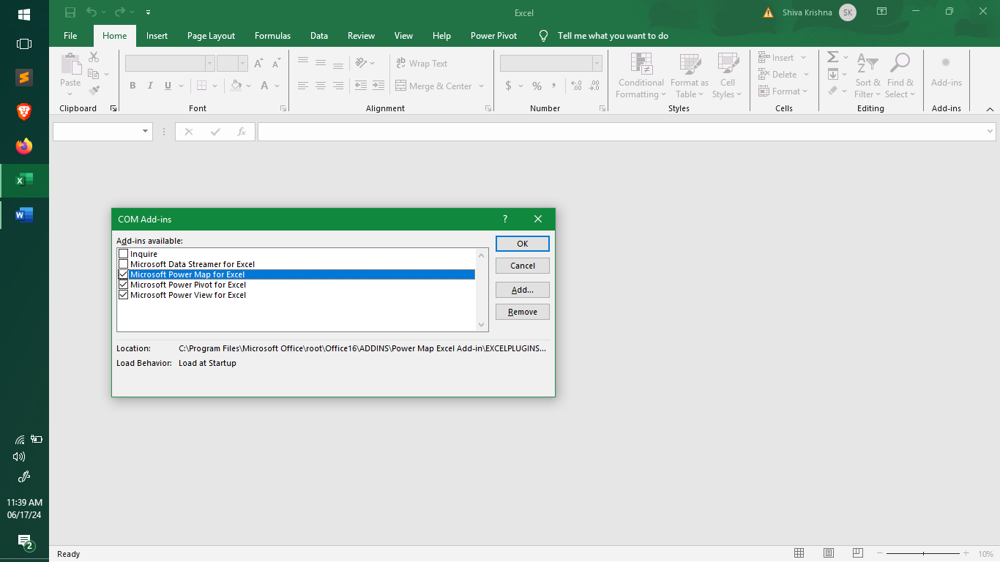 Excel
Shiva Krishna
SK
File
Home
Insert
Page Layout
Formulas
Data
Review
View
Help
Power Pivot
Tell me what you want to do
Paste
Clipboard
B I U
A
Font
ab Wrap Text
Merge & Center
Alignment
$ % ,
Number
Conditional Formatting
Format as Table
Cell Styles
Styles
Insert
Delete
Format
Cells
Sort & Filter
Find & Select
Editing
Add-ins
Add-ins
fx
COM Add-ins
?
Add-ins available:
Inquire
Microsoft Data Streamer for Excel
Microsoft Power Map for Excel
Microsoft Power Pivot for Excel
Microsoft Power View for Excel
OK
Cancel
Add...
Remove
Location: C:\Program Files\Microsoft Office\root\Office16\ADDINS\Power Map Excel Add-in\EXCELPLUGINS...
Load Behavior: Load at Startup
11:39 AM
06/17/24
2
Ready
10%